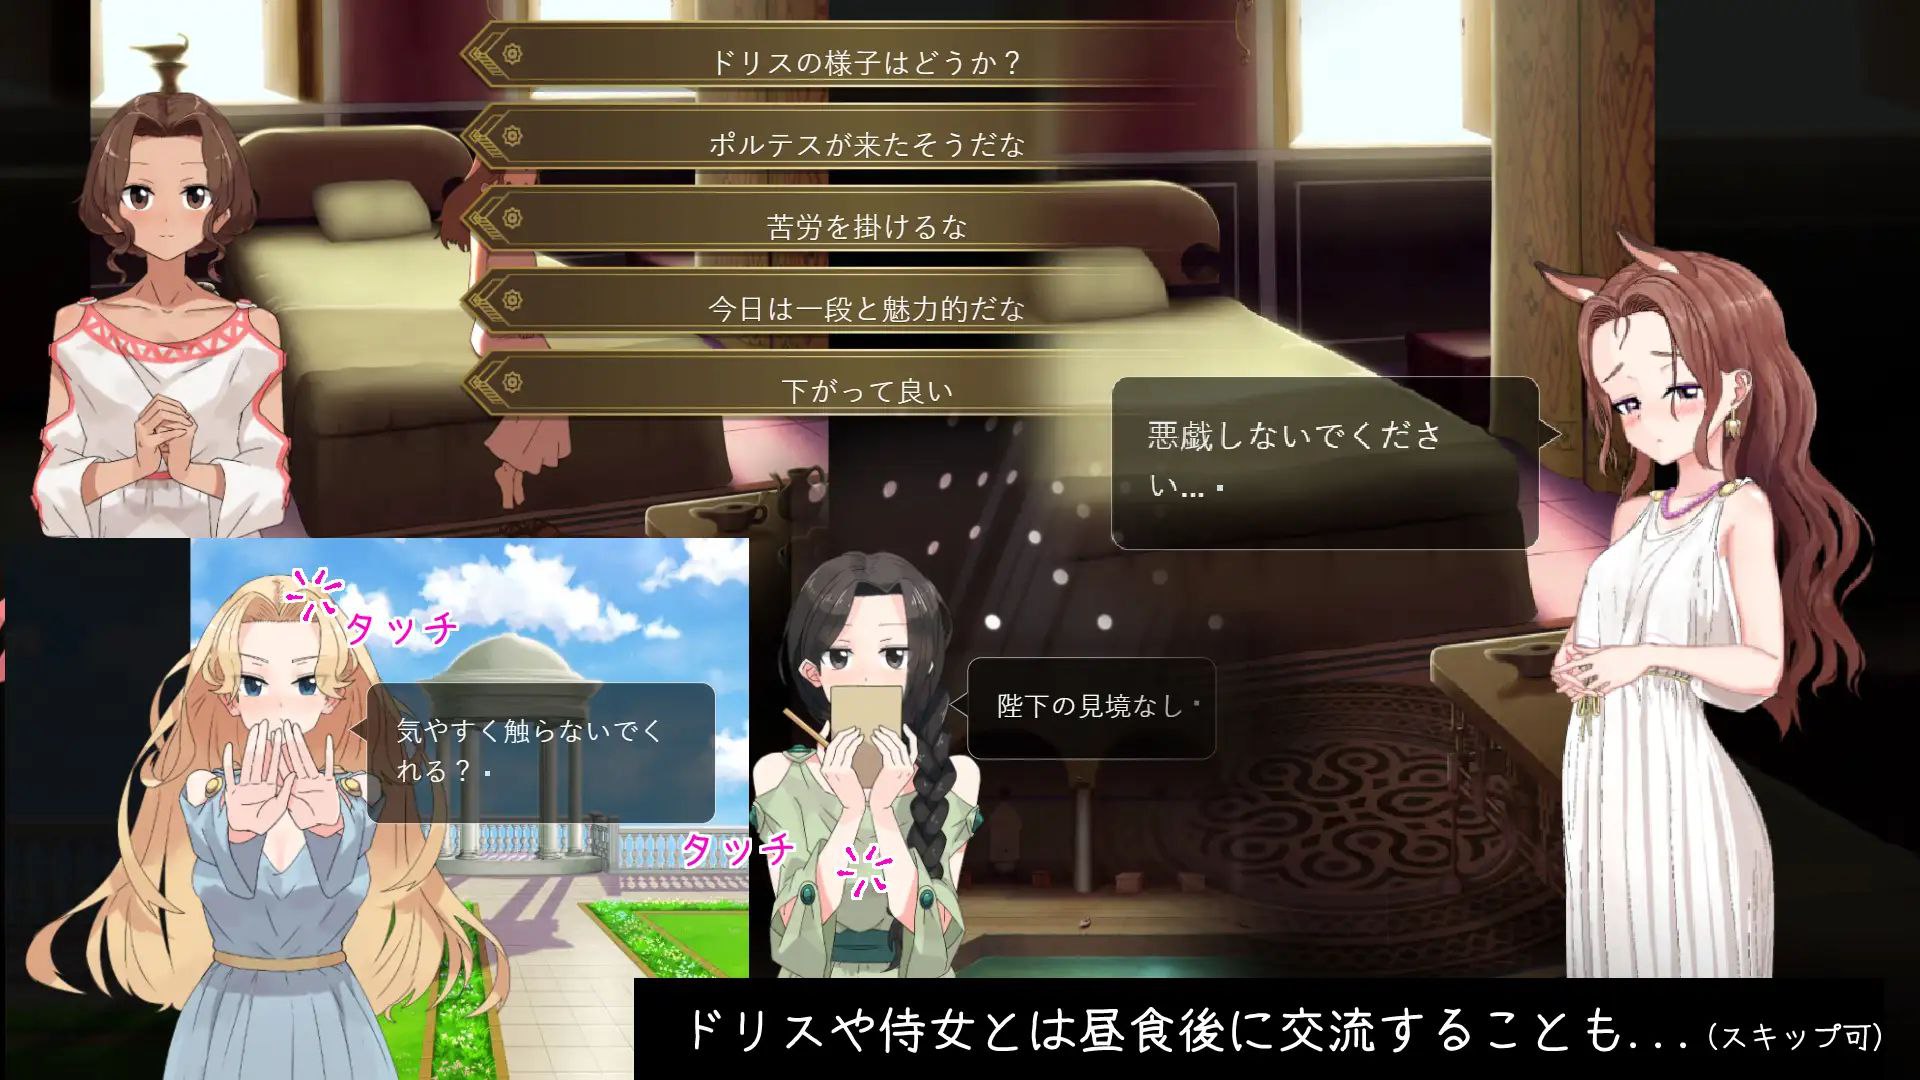 ドリスの様子はどうか？
ポルテスが来たそうだな
苦労を掛けるな
今日は一段と魅力的だな
下がって良い
悪戯しないでくださ
い…
タッチ
気やすく触らないでく
れる？
陛下の見境なし
タッチ
ドリスや侍女とは昼食後に交流することも...（スキップ可）